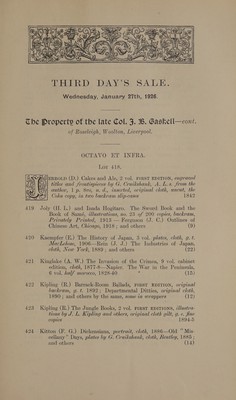 THIRD DAY'S SALE.
Wednesday, January 27th, 1926.
The Property of the late Col. J. B. Gaskell—cont.
of Roseleigh, Woolton, Liverpool.
OCTAVO ET INFRA.
Lot 418.
JERROLD (D.) Cakes and Ale, 2 vol. FIRST EDITION, engraved
titles and frontispieces by G. Cruikshank, A. L. s. from the
author, 1 p. 8vo, n. d., inserted, original cloth, uncut, the
Cube copy, in two buckram slip-cases 1842
419 Joly (H. L.) and Inada Hogitaro. The Sword Book and the
Book of Samé, illustrations, no. 23 of 200 copies, buckram,
Privately Printed, 1913—Ferguson (J. C.) Outlines of
Chinese Art, Chicago, 1918; and others (9)
420 Kaempfer (E.) The History of Japan, 3 vol. plates, cloth, g. t.
MacLehose, 1906—Rein (J. J.) The Industries of Japan,
cloth, New York, 1889; and others (22)
421 Kinglake (A. W.) The Invasion of the Crimea, 9 vol. cabinet
edition, cloth, 1877-8—Napier. The War in the Peninsula,
6 vol. half morocco, 1828-40 (15)
422 Kipling (R.) Barrack-Room Ballads, FIRST EDITION, original
buckram, g. t. 1892; Departmental Ditties, original cloth,
1890; and others by the same, some in wrappers (12)
423 Kipling (R.) The Jungle Books, 2 vol. FIRST EDITIONS, illustra-
tions by J. L. Kipling and others, original cloth gilt, g. e. fine
copies 1894-5
424 Kitton (F. G.) Dickensiana, portrait, cloth, 1886—Old "Mis-
cellany" Days, plates by G. Cruikshank, cloth, Bentley, 1885;
and others (14)